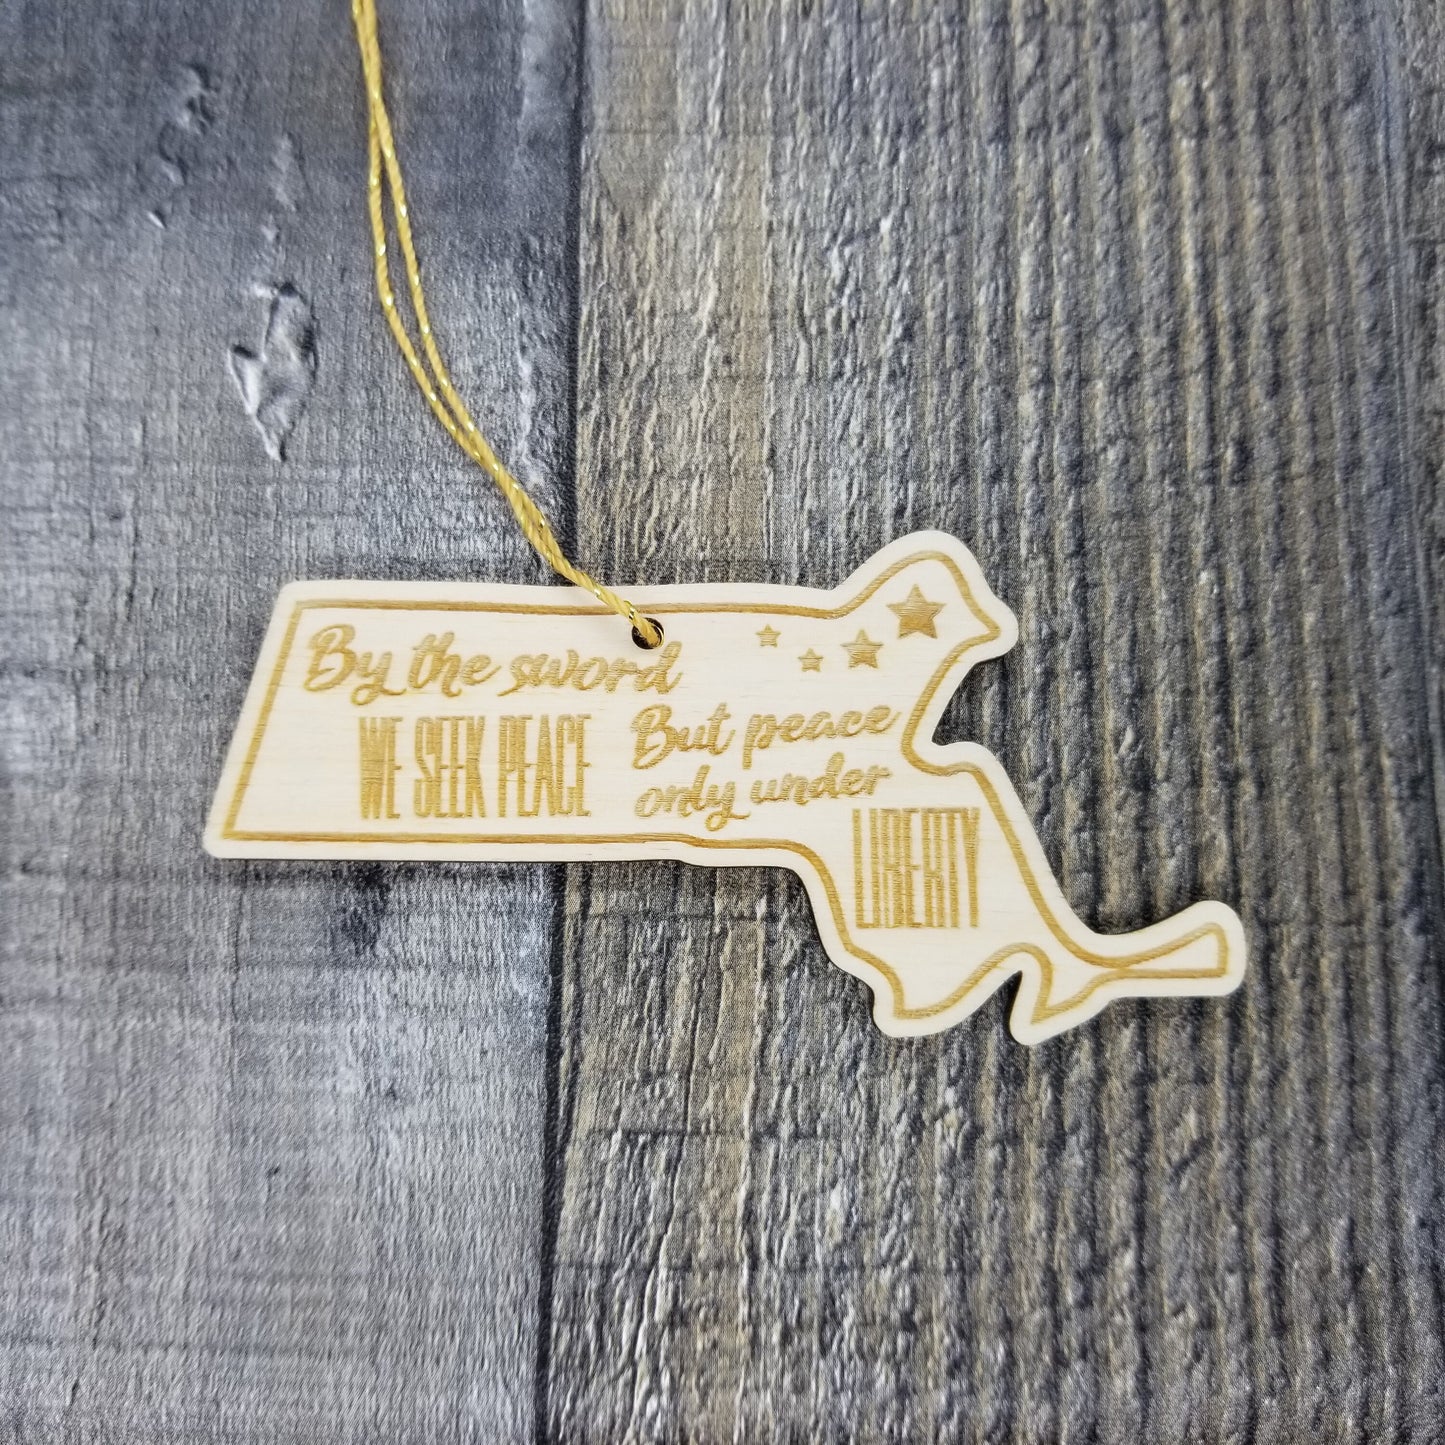 By the sword
WE SEEK PEACE
But peace
only under
LIBERTY